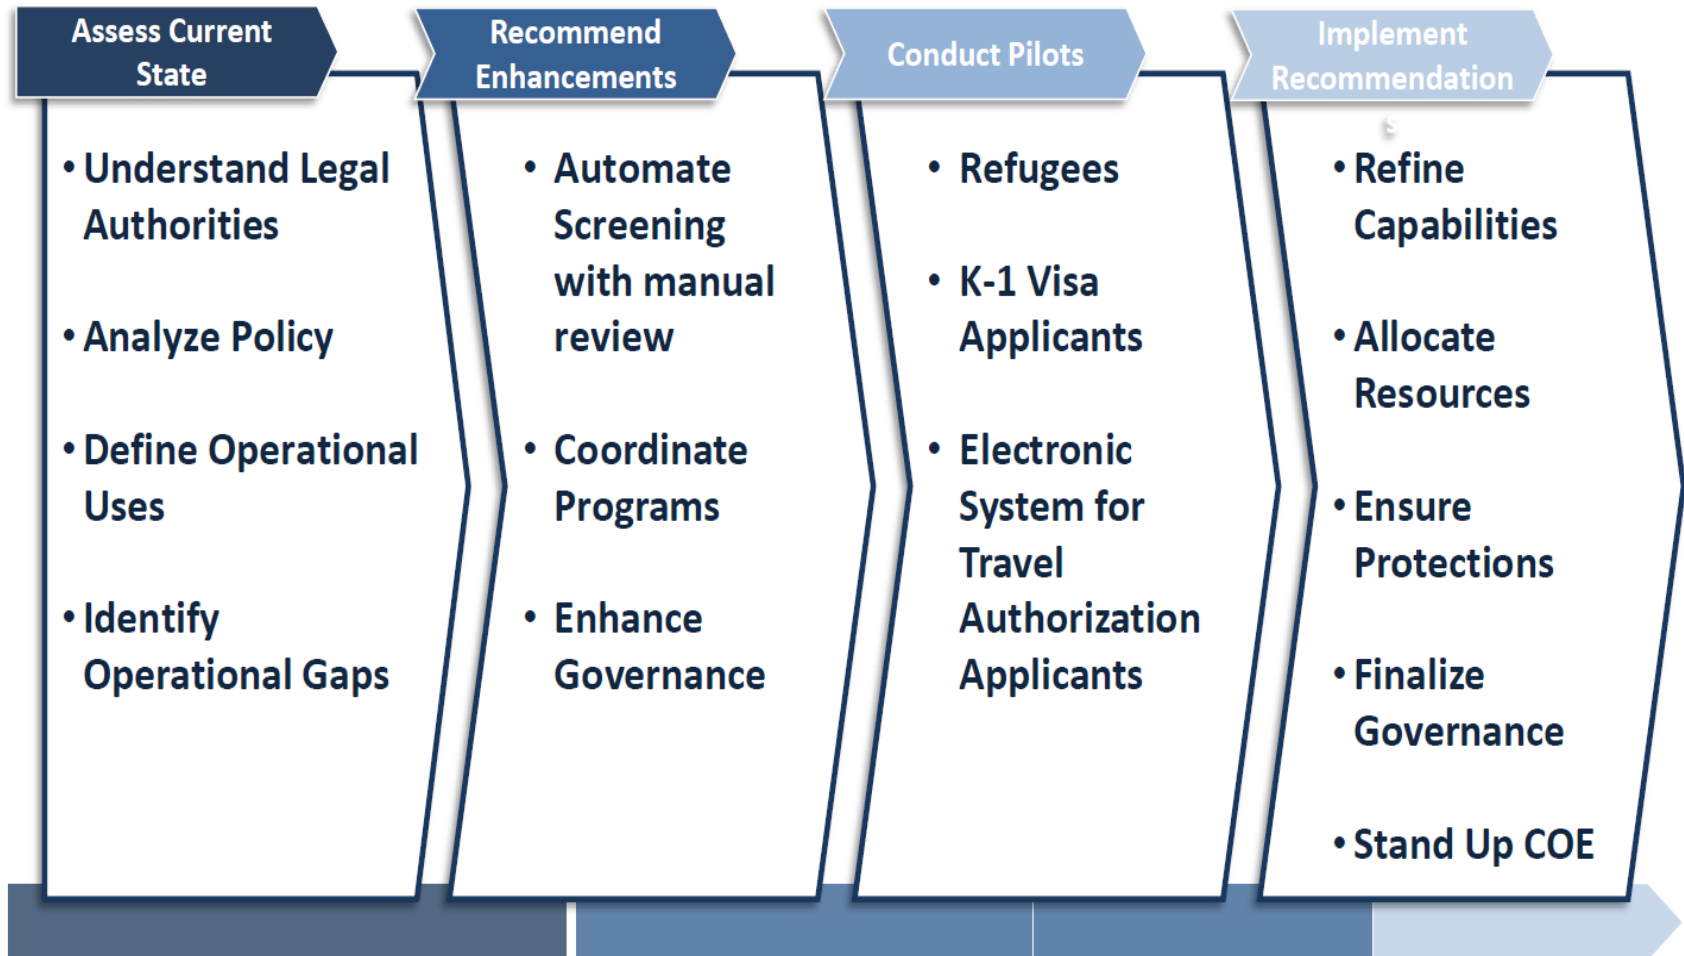 Assess Current
State
• Understand Legal
Authorities
• Analyze Policy
• Define Operational
Uses
• Identify
Operational Gaps
Recommend
Enhancements
• Automate
Screening
with manual
review
• Coordinate
Programs
• Enhance
Governance
Conduct Pilots
• Refugees
• K-1 Visa
Applicants
• Electronic
System for
Travel
Authorization
Applicants
Implement
Recommendation
s
• Refine
Capabilities
• Allocate
Resources
• Ensure
Protections
• Finalize
Governance
• Stand Up COE